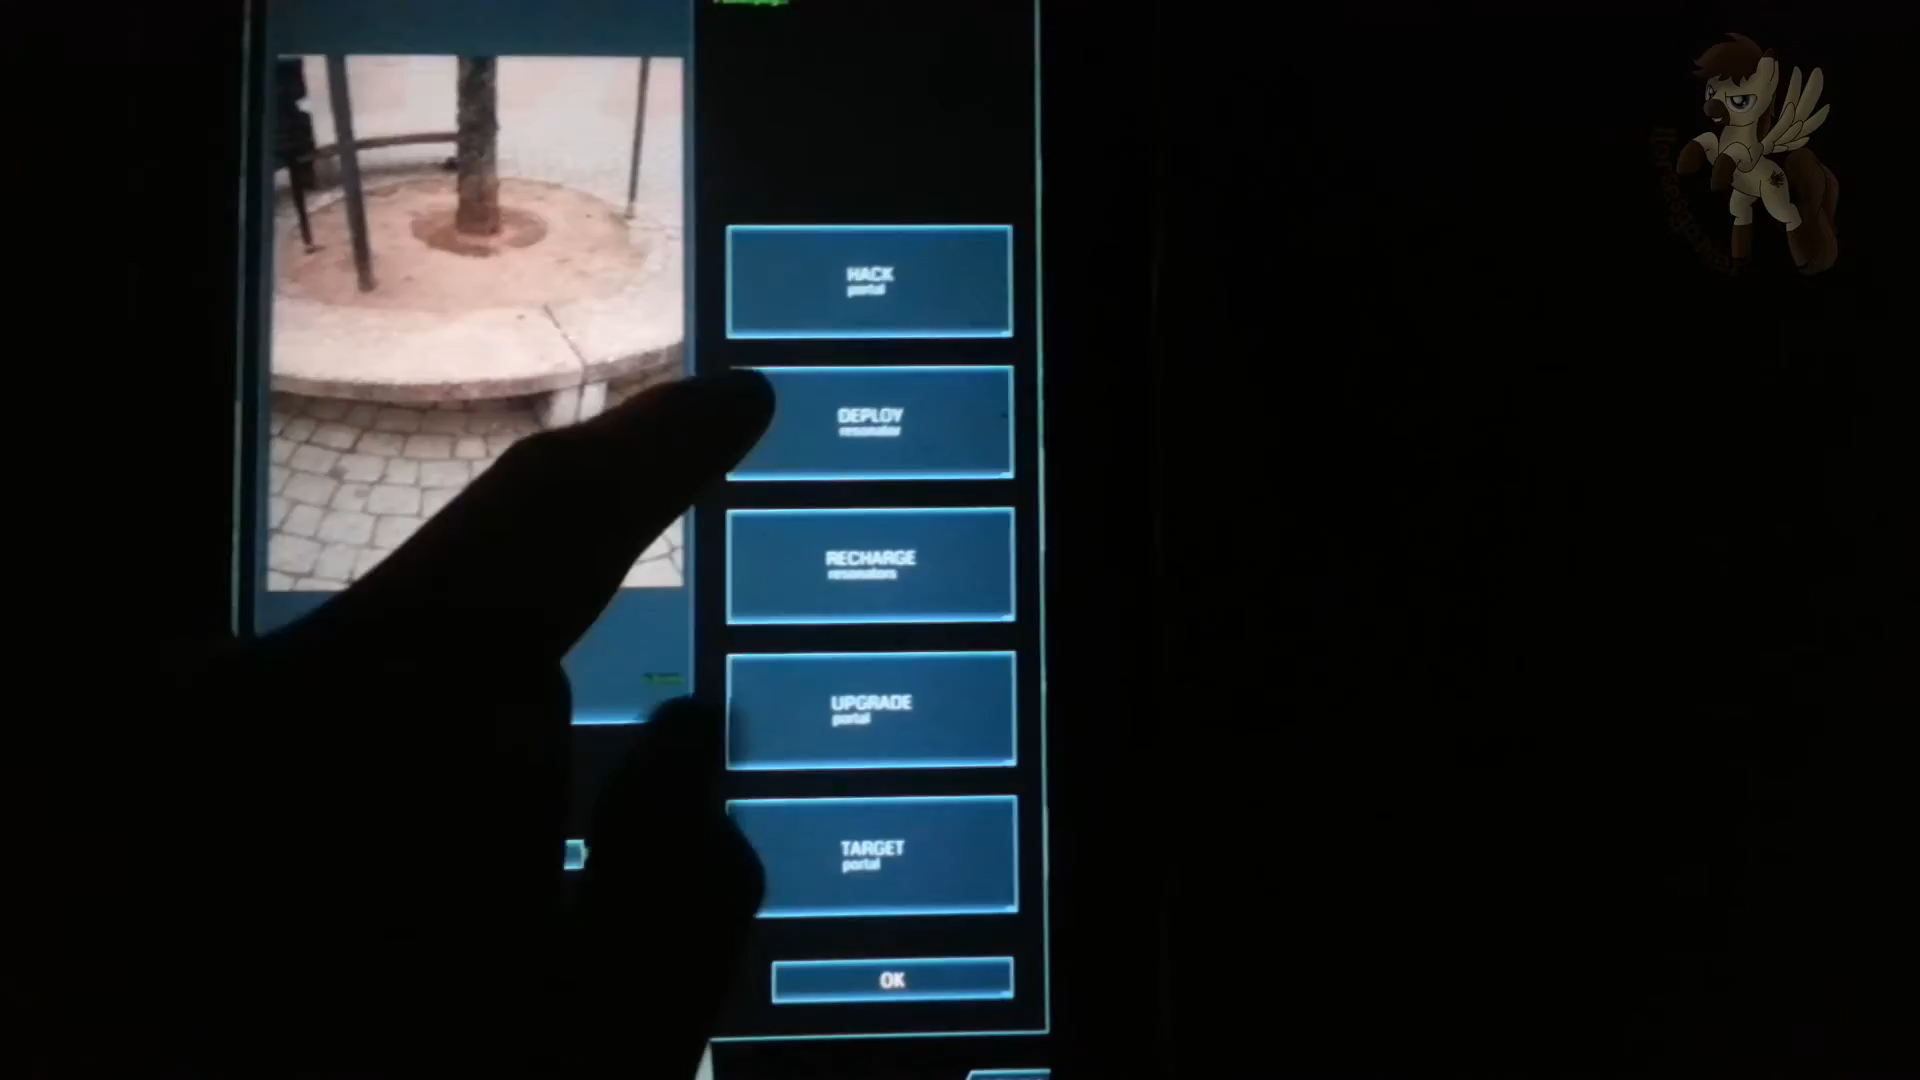 HACK
portal
DEPLOY
resonator
RECHARGE
resonators
UPGRADE
portal
TARGET
portal
OK